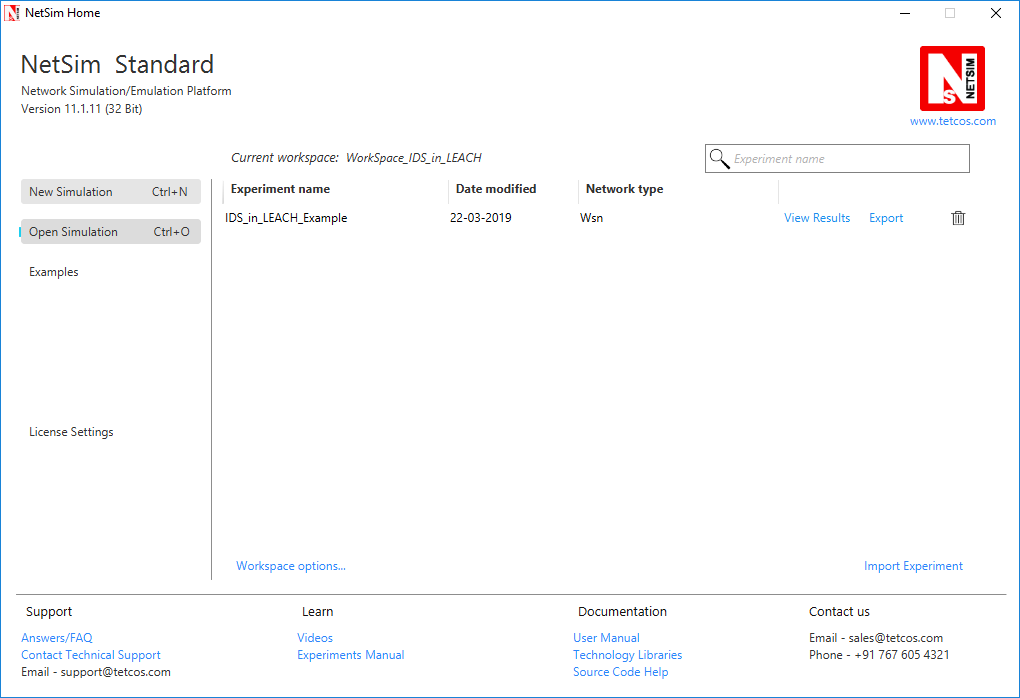 NetSim Home
NetSim Standard
Network Simulation/Emulation Platform
Version 11.1.11 (32 Bit)
NS NETSIM
www.tetcos.com
Current workspace: WorkSpace_IDS_in_LEACH
Experiment name
New Simulation Ctrl+N
Open Simulation Ctrl+O
Examples
License Settings
Experiment name Date modified Network type
IDS_in_LEACH_Example 22-03-2019 Wsn View Results Export
Workspace options... Import Experiment
Support
Answers/FAQ
Contact Technical Support
Email - support@tetcos.com
Learn
Videos
Experiments Manual
Documentation
User Manual
Technology Libraries
Source Code Help
Contact us
Email - sales@tetcos.com
Phone - +91 767 605 4321